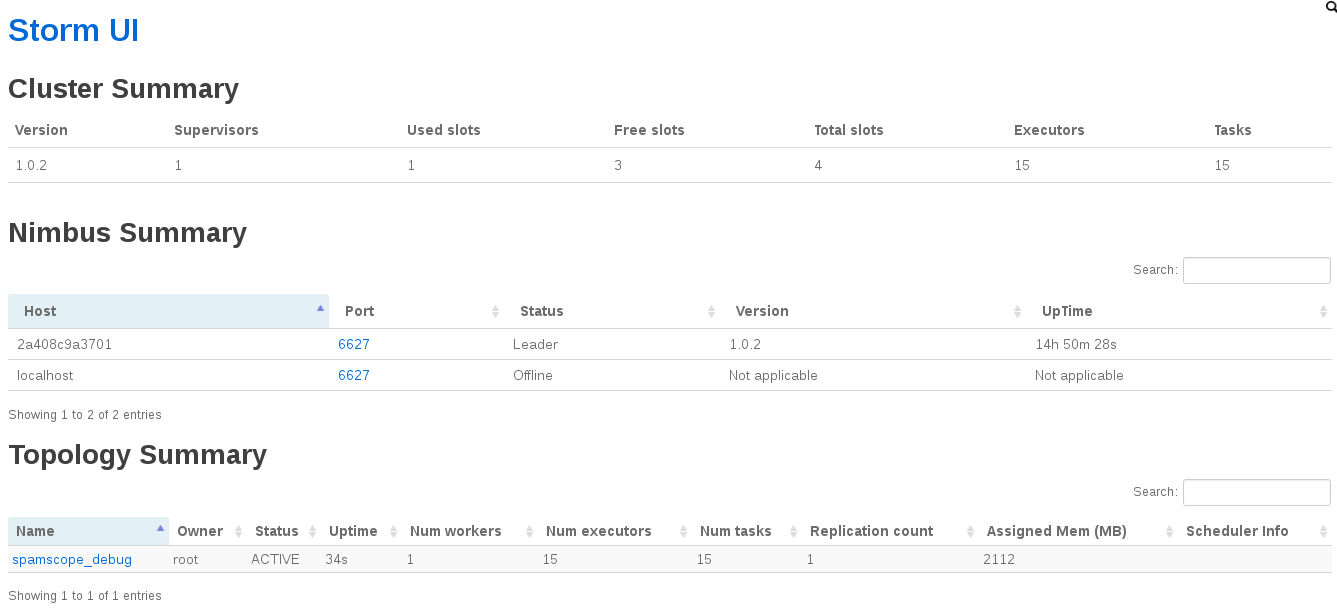 Storm UI
Cluster Summary
Version Supervisors Used slots Free slots Total slots Executors Tasks
1.0.2 1 1 3 4 15 15
Nimbus Summary
Search:
Host Port Status Version UpTime
2a408c9a3701 6627 Leader 1.0.2 14h 50m 28s
localhost 6627 Offline Not applicable Not applicable
Showing 1 to 2 of 2 entries
Topology Summary
Search:
Name Owner Status Uptime Num workers Num executors Num tasks Replication count Assigned Mem (MB) Scheduler Info
spamscope_debug root ACTIVE 34s 1 15 15 1 2112
Showing 1 to 1 of 1 entries